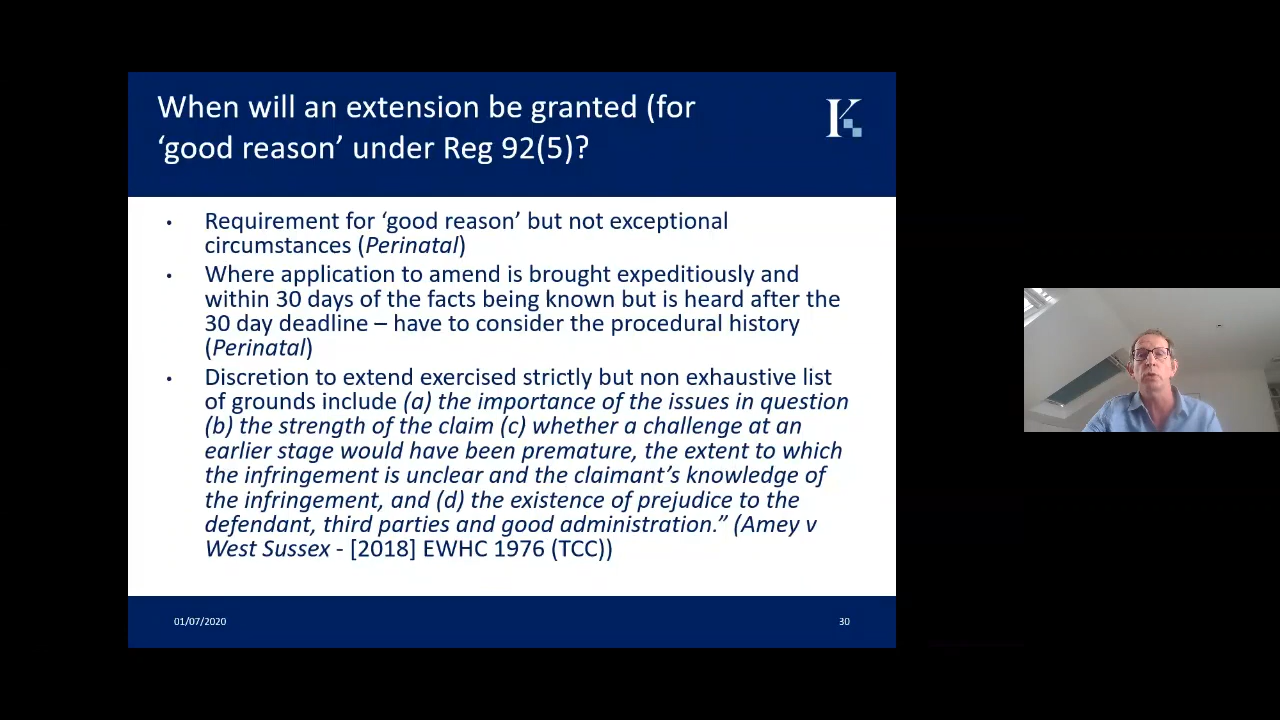 When will an extension be granted (for
‘good reason’ under Reg 92(5)?
K
• Requirement for ‘good reason’ but not exceptional
circumstances (Perinatal)
• Where application to amend is brought expeditiously and
within 30 days of the facts being known but is heard after the
30 day deadline – have to consider the procedural history
(Perinatal)
• Discretion to extend exercised strictly but non exhaustive list
of grounds include (a) the importance of the issues in question
(b) the strength of the claim (c) whether a challenge at an
earlier stage would have been premature, the extent to which
the infringement is unclear and the claimant’s knowledge of
the infringement, and (d) the existence of prejudice to the
defendant, third parties and good administration.” (Amey v
West Sussex - [2018] EWHC 1976 (TCC))
01/07/2020
30